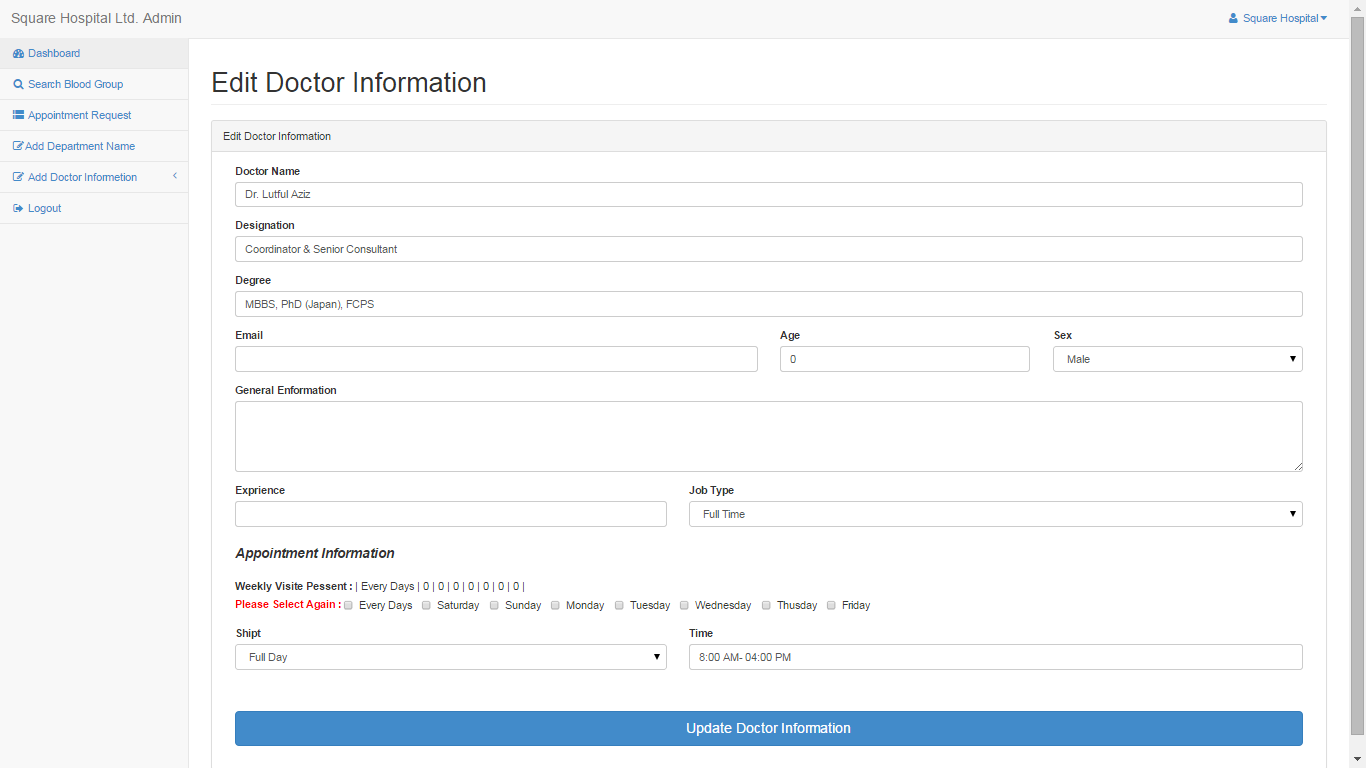 Square Hospital Ltd. Admin
Square Hospital
Dashboard
Search Blood Group
Appointment Request
Add Department Name
Add Doctor Informetion
Logout
Edit Doctor Information
Edit Doctor Information
Doctor Name
Dr. Lutful Aziz
Designation
Coordinator & Senior Consultant
Degree
MBBS, PhD (Japan), FCPS
Email Age Sex
0 Male
General Enformation
Exprience Job Type
Full Time
Appointment Information
Weekly Visite Pessent : | Every Days | 0 | 0 | 0 | 0 | 0 | 0 | 0 |
Please Select Again : Every Days Saturday Sunday Monday Tuesday Wednesday Thusday Friday
Shipt Time
Full Day 8:00 AM- 04:00 PM
Update Doctor Information